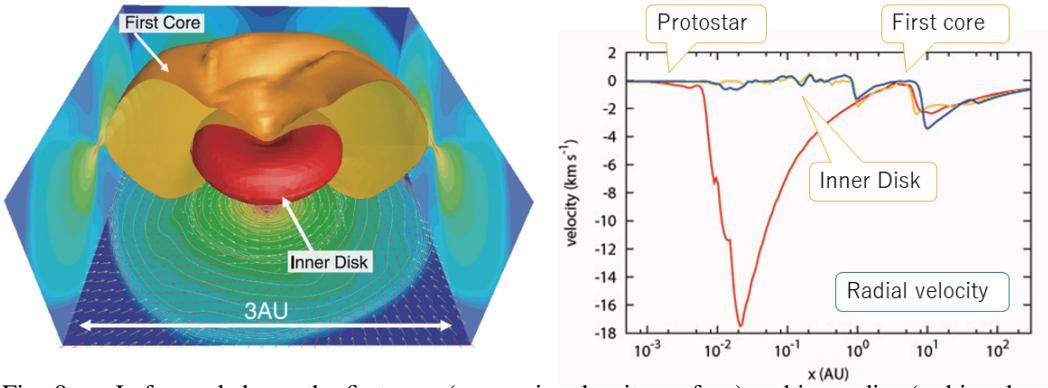 First Core
Inner Disk
3AU
Protostar
First core
Inner Disk
Radial velocity
velocity (km s⁻¹)
2
0
-2
-4
-6
-8
-10
-12
-14
-16
-18
10⁻³
10⁻²
10⁻¹
10⁰
10¹
10²
x (AU)